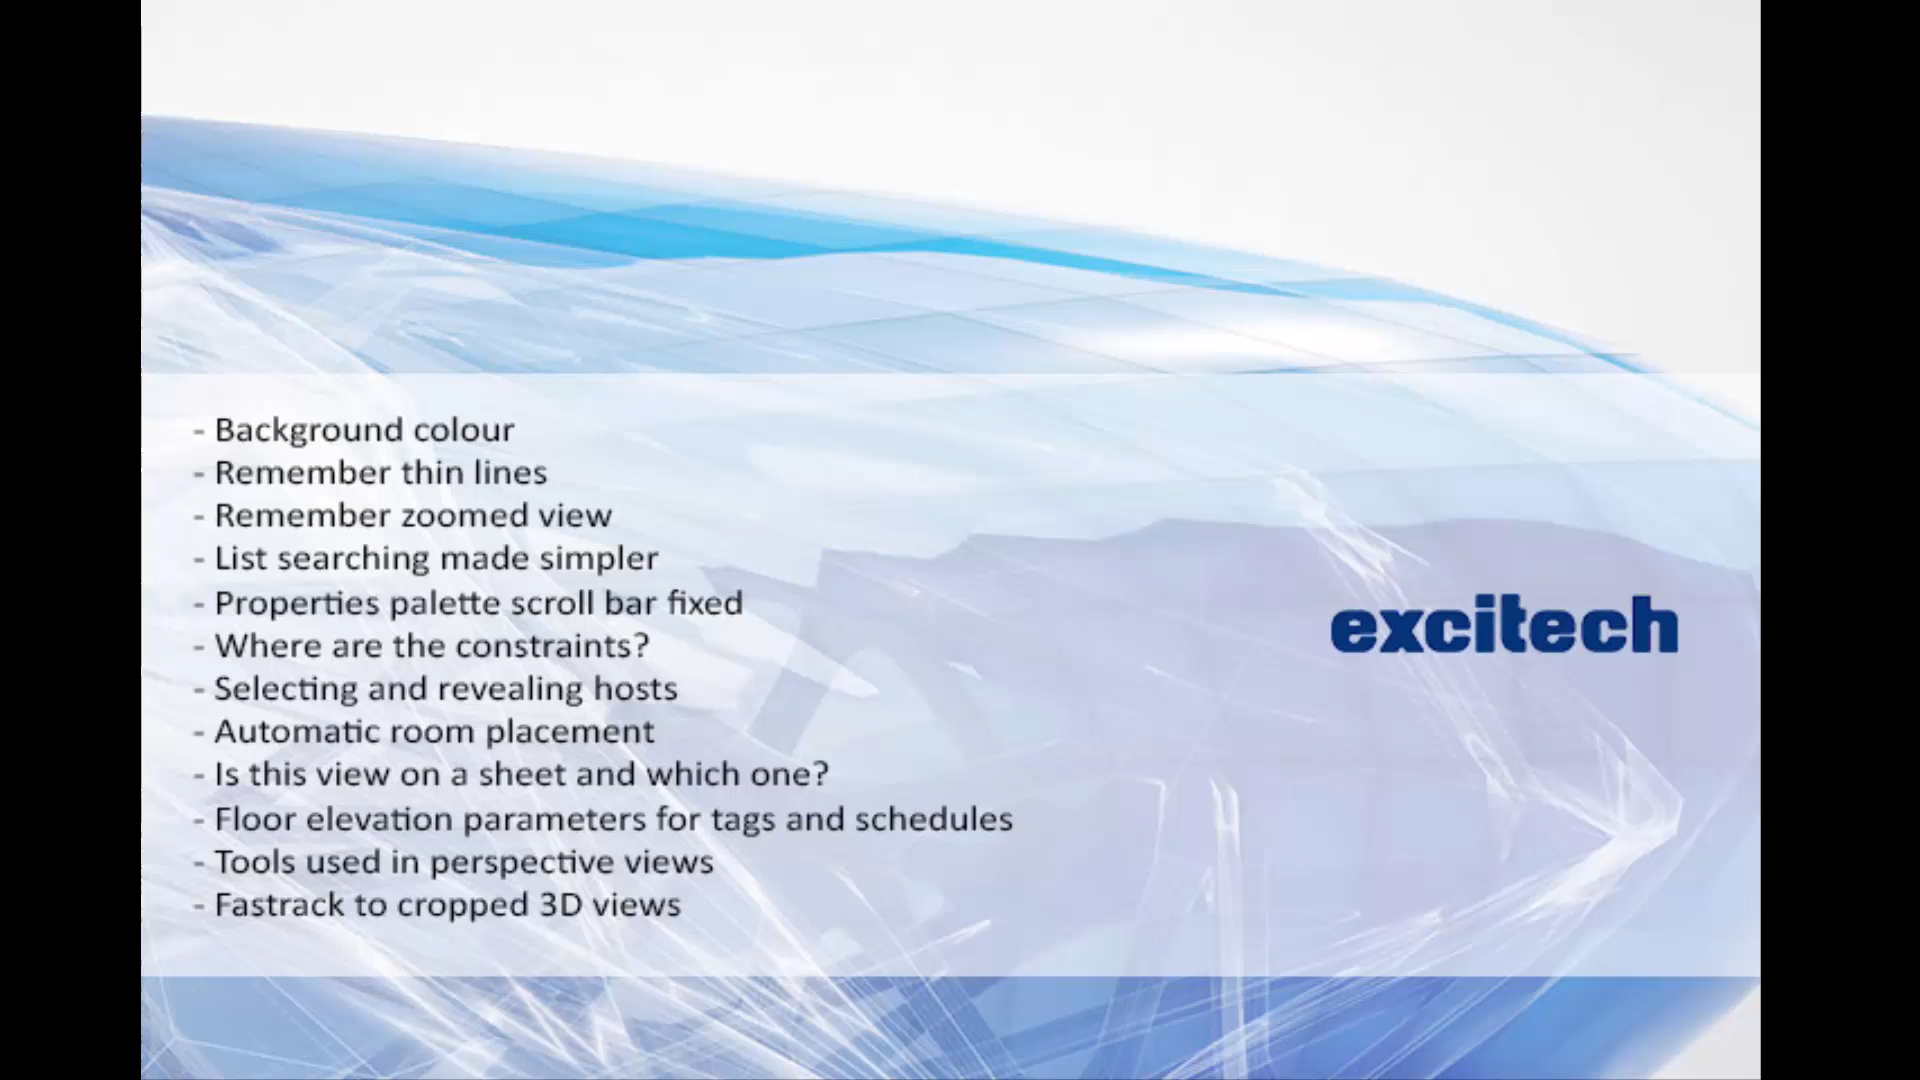 - Background colour
- Remember thin lines
- Remember zoomed view
- List searching made simpler
- Properties palette scroll bar fixed
- Where are the constraints?
- Selecting and revealing hosts
- Automatic room placement
- Is this view on a sheet and which one?
- Floor elevation parameters for tags and schedules
- Tools used in perspective views
- Fastrack to cropped 3D views
excitech